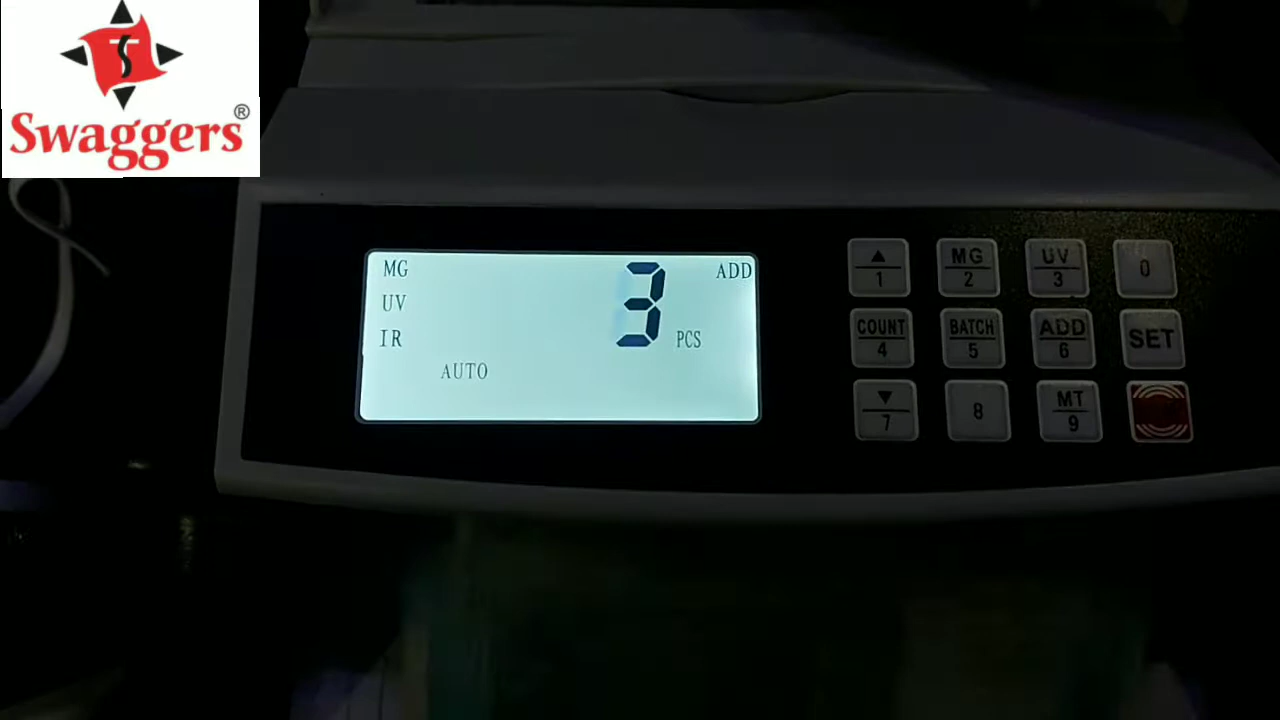 TS
Swaggers®
MG 3 ADD
UV
IR PCS
AUTO
▲ MG UV 0
1 2 3
COUNT BATCH ADD SET
4 5 6
▼ 8 MT
7 9